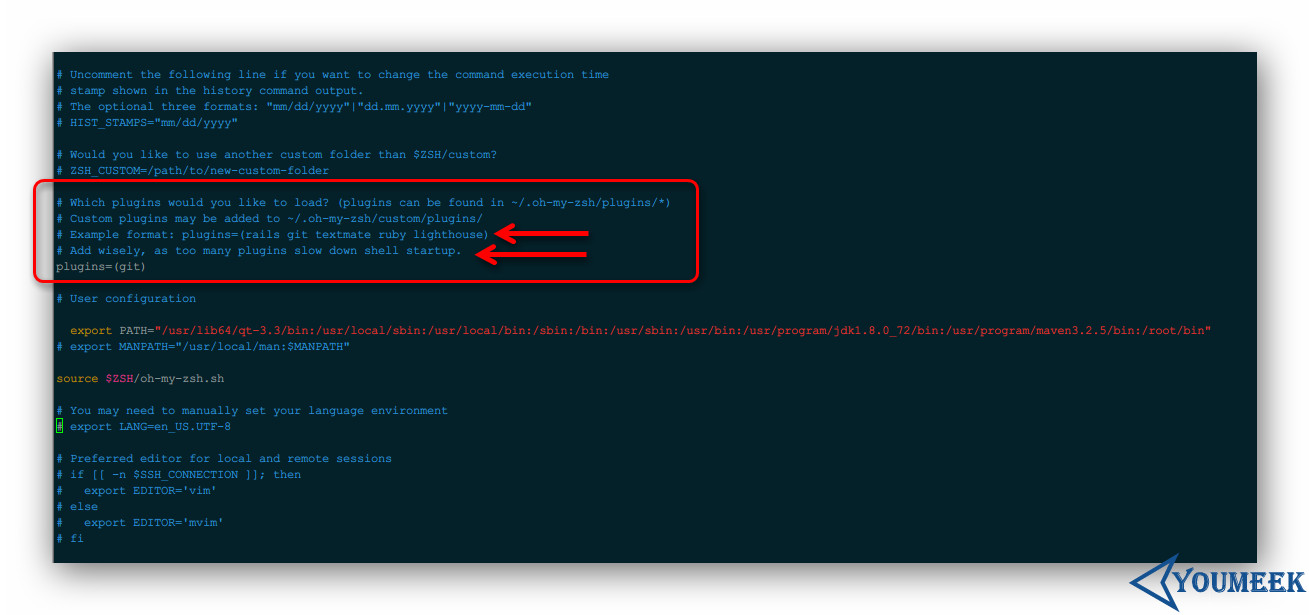 # Uncomment the following line if you want to change the command execution time
# stamp shown in the history command output.
# The optional three formats: "mm/dd/yyyy"|"dd.mm.yyyy"|"yyyy-mm-dd"
# HIST_STAMPS="mm/dd/yyyy"
# Would you like to use another custom folder than $ZSH/custom?
# ZSH_CUSTOM=/path/to/new-custom-folder
# Which plugins would you like to load? (plugins can be found in ~/.oh-my-zsh/plugins/*)
# Custom plugins may be added to ~/.oh-my-zsh/custom/plugins/
# Example format: plugins=(rails git textmate ruby lighthouse)
# Add wisely, as too many plugins slow down shell startup.
plugins=(git)
# User configuration
export PATH="/usr/lib64/qt-3.3/bin:/usr/local/sbin:/usr/local/bin:/sbin:/bin:/usr/sbin:/usr/bin:/usr/program/jdk1.8.0_72/bin:/usr/program/maven3.2.5/bin:/root/bin"
# export MANPATH="/usr/local/man:$MANPATH"
source $ZSH/oh-my-zsh.sh
# You may need to manually set your language environment
# export LANG=en_US.UTF-8
# Preferred editor for local and remote sessions
# if [[ -n $SSH_CONNECTION ]]; then
#   export EDITOR='vim'
# else
#   export EDITOR='mvim'
# fi
YOUMEEK